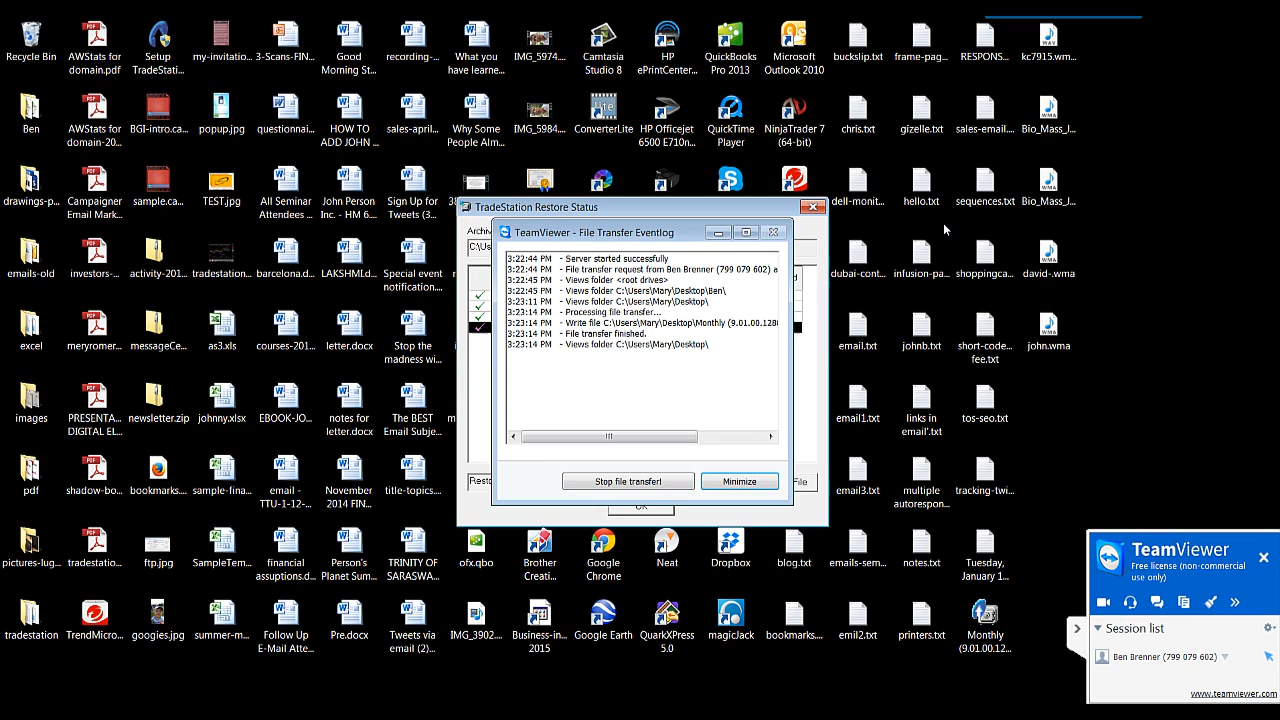 Recycle Bin
AWStats for
domain.pdf
Setup
TradeStati...
my-invitati...
3-Scans-FIN...
Good
Morning St...
recording-...
What you
have learne...
Camtasia
Studio 8
HP
ePrintCenter...
QuickBooks
Pro 2013
Microsoft
Outlook 2010
buckslip.txt
frame-pag...
RESPONS...
kc7915.wm...
Ben
AWStats for
domain-20...
BGI-intro.ca...
popup.jpg
questionnai...
HOW TO
ADD JOHN ...
sales-april...
Why Some
People Alm...
IMG_5984...
ConverterLite
HP Officejet
6500 E710n...
QuickTime
Player
NinjaTrader 7
(64-bit)
chris.txt
gizelle.txt
sales-email...
Bio_Mass_J...
drawings-p...
Campaigner
Email Mark...
sample.ca...
TEST.jpg
All Seminar
Attendees ...
John Person
Inc. - HM 6...
Sign Up for
Tweets (3...
dell-monit...
hello.txt
sequences.txt
Bio_Mass_J...
emails-old
investors-...
activity-201...
tradestation...
barcelona.d...
LAKSHMI.d...
Special event
notification...
dubai-cont...
infusion-pa...
shoppingca...
david-.wma
excel
meryromer...
messageCe...
as3.xls
courses-201...
letter.docx
Stop the
madness wi...
email.txt
johnb.txt
short-code...
fee.txt
john.wma
images
PRESENTA...
DIGITAL EL...
newsletter.zip
johnny.xlsx
EBOOK-JO...
notes for
letter.docx
The BEST
Email Subje...
email1.txt
links in
email'.txt
tos-seo.txt
pdf
shadow-bo...
bookmarks...
sample-fina...
email -
TTU-1-12-...
November
2014 FIN...
title-topics...
email3.txt
multiple
autorespon...
tracking-twi...
pictures-lug...
tradestatio...
ftp.jpg
SampleTem...
financial
assuptions.d...
Person's
Planet Sum...
TRINITY OF
SARASWA...
ofx.qbo
Brother
Creati...
Google
Chrome
Neat
Dropbox
blog.txt
emails-sem...
notes.txt
Tuesday,
January 1...
tradestation
TrendMicro...
googies.jpg
summer-m...
Follow Up
E-Mail Atte...
Pre.docx
Tweets via
email (2)...
IMG_3902...
Business-in...
2015
Google Earth
QuarkXPress
5.0
magicJack
bookmarks...
emil2.txt
printers.txt
Monthly
(9.01.00.12...
TradeStation Restore Status
Archiv
C:\Us
d
Resto
File
OK
TeamViewer - File Transfer Eventlog
3:22:44 PM - Server started successfully
3:22:44 PM - File transfer request from Ben Brenner (799 079 602) a
3:22:45 PM - Views folder <root drives>
3:22:45 PM - Views folder C:\Users\Mary\Desktop\Ben\
3:23:11 PM - Views folder C:\Users\Mary\Desktop\
3:23:14 PM - Processing file transfer...
3:23:14 PM - Write file C:\Users\Mary\Desktop\Monthly (9.01.00.128
3:23:14 PM - File transfer finished.
3:23:14 PM - Views folder C:\Users\Mary\Desktop\
Stop file transfer!
Minimize
TeamViewer
Free license (non-commercial
use only)
Session list
Ben Brenner (799 079 602)
www.teamviewer.com